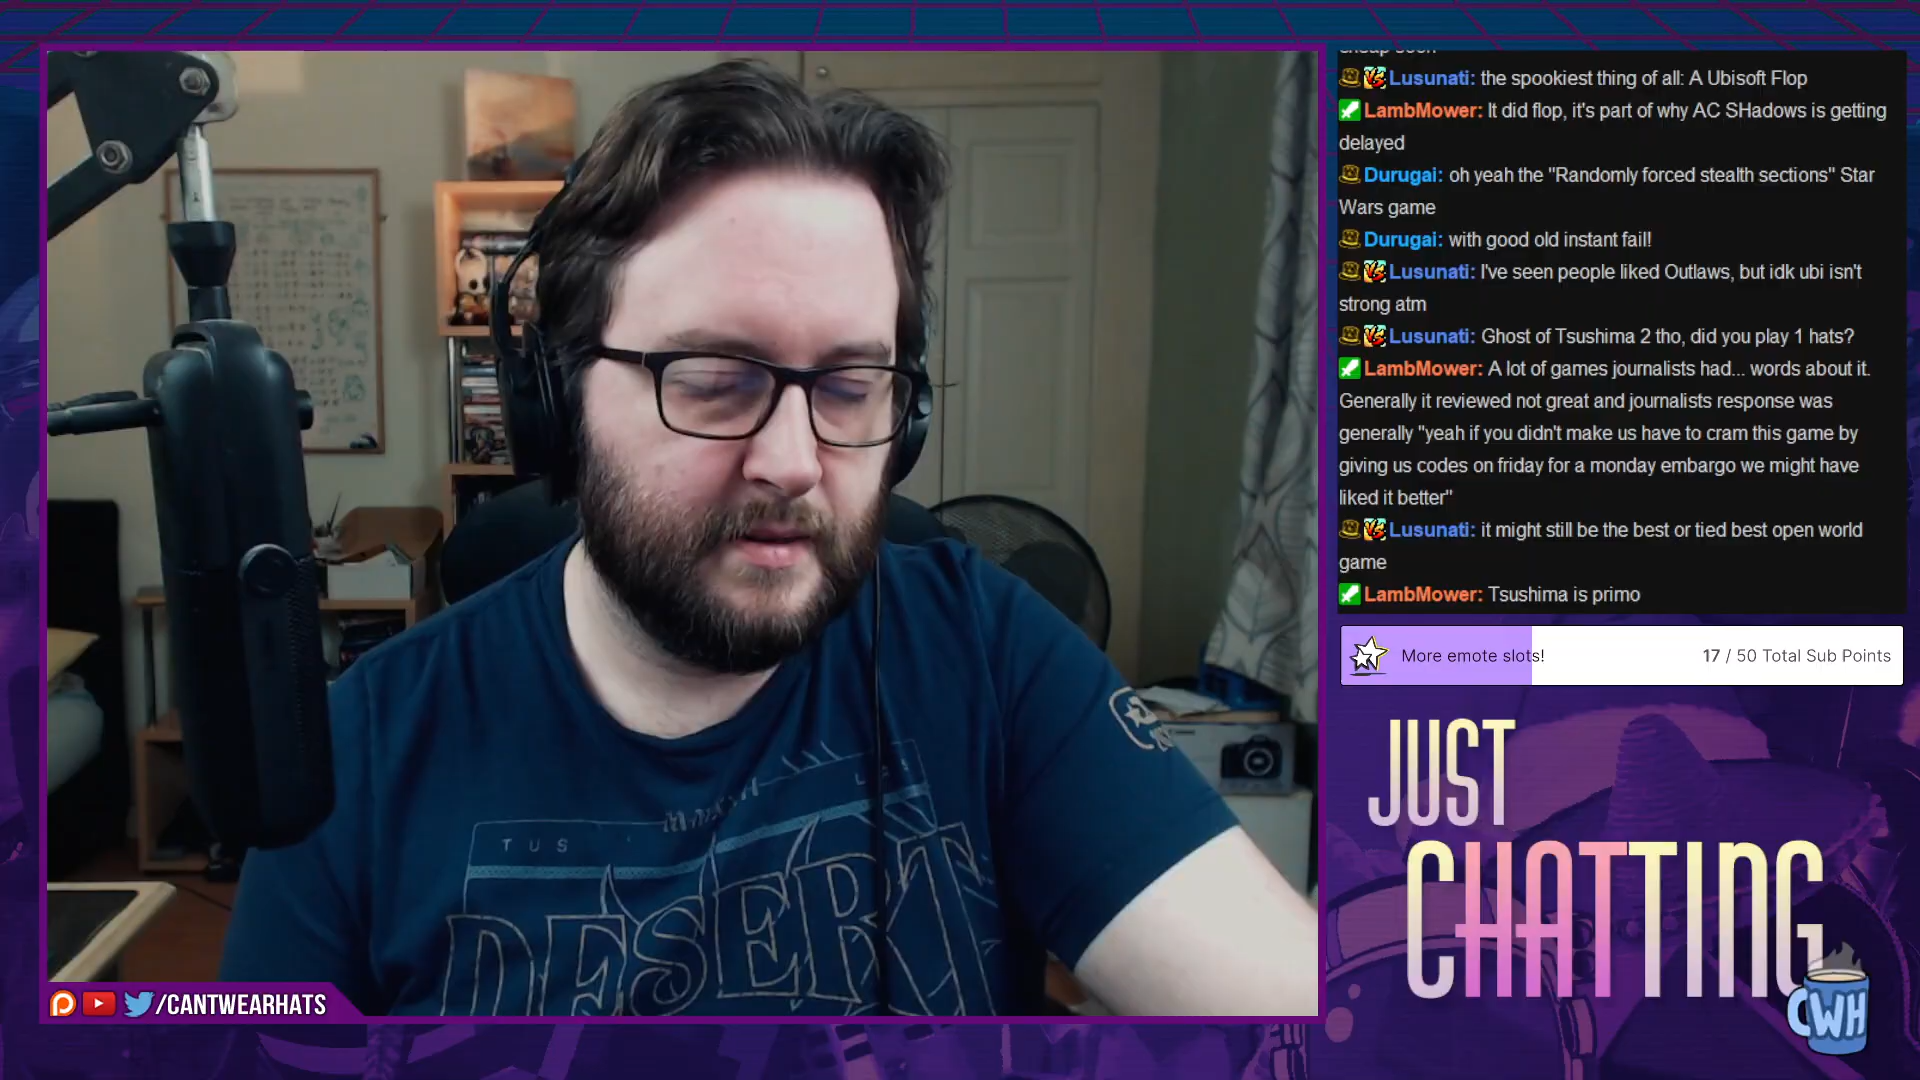 Lusunati: the spookiest thing of all: A Ubisoft Flop
LambMower: It did flop, it's part of why AC SHadows is getting
delayed
Durugai: oh yeah the "Randomly forced stealth sections" Star
Wars game
Durugai: with good old instant fail!
Lusunati: I've seen people liked Outlaws, but idk ubi isn't
strong atm
Lusunati: Ghost of Tsushima 2 tho, did you play 1 hats?
LambMower: A lot of games journalists had... words about it.
Generally it reviewed not great and journalists response was
generally "yeah if you didn't make us have to cram this game by
giving us codes on friday for a monday embargo we might have
liked it better"
Lusunati: it might still be the best or tied best open world
game
LambMower: Tsushima is primo
More emote slots!
17 / 50 Total Sub Points
JUST
CHATTING
CWH
TUS
DESERT
/CANTWEARHATS